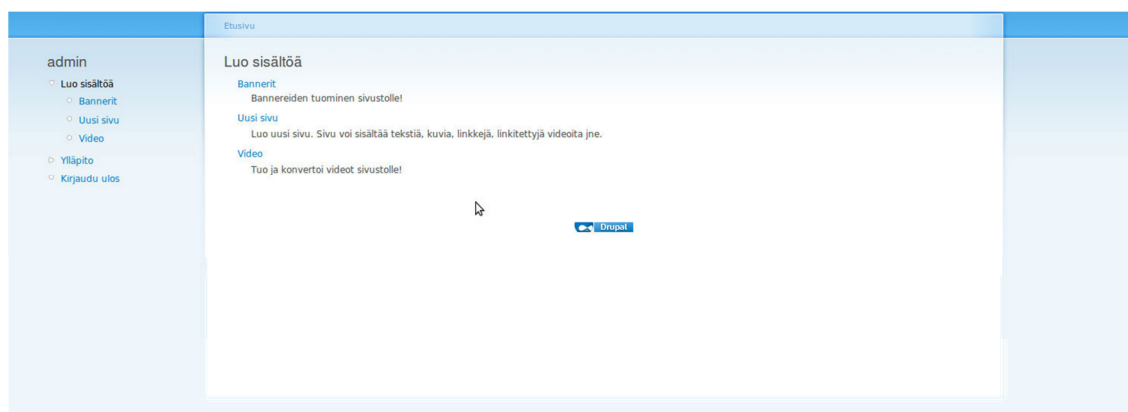 Etusivu
admin
Luo sisältöä
Bannerit
Uusi sivu
Video
Ylläpito
Kirjaudu ulos
Luo sisältöä
Bannerit
Bannereiden tuominen sivustolle!
Uusi sivu
Luo uusi sivu. Sivu voi sisältää tekstiä, kuvia, linkkejä, linkitettyjä videoita jne.
Video
Tuo ja konvertoi videot sivustolle!
Drupal